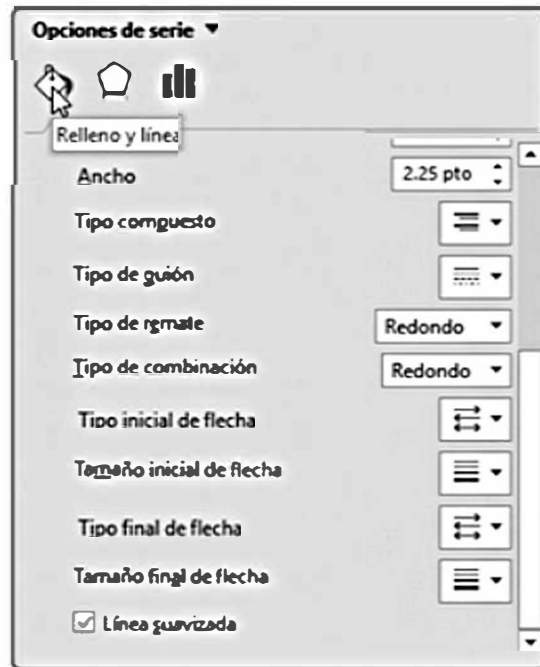 Opciones de serie
Relleno y línea
Ancho 2.25 pto
Tipo compuesto
Tipo de guión
Tipo de remate Redondo
Tipo de combinación Redondo
Tipo inicial de flecha
Tamaño inicial de flecha
Tipo final de flecha
Tamaño final de flecha
Línea suavizada